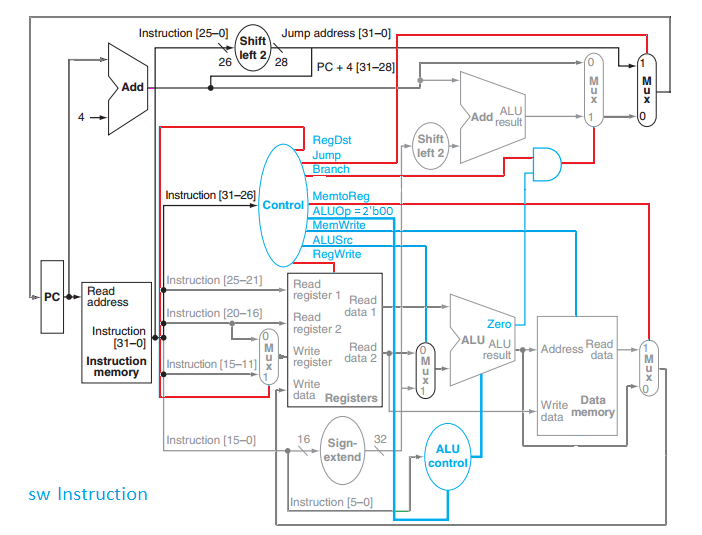 Instruction [25–0]
Jump address [31–0]
Shift
left 2
26
28
PC + 4 [31–28]
Add
4
0
M
u
x
1
1
M
u
x
0
Add
ALU
result
Shift
left 2
RegDst
Jump
Branch
MemtoReg
ALUOp =2'b00
MemWrite
ALUSrc
RegWrite
Instruction [31–26]
Control
PC
Read
address
Instruction
[31–0]
Instruction
memory
Instruction [25–21]
Instruction [20–16]
Instruction [15–11]
0
M
u
x
1
Read
register 1
Read
data 1
Read
register 2
Write
register
Read
data 2
Write
data
Registers
0
M
u
x
1
Zero
ALU
ALU
result
Address
Read
data
Write
data
Data
memory
1
M
u
x
0
Instruction [15–0]
16
Sign-
extend
32
ALU
control
Instruction [5–0]
sw Instruction